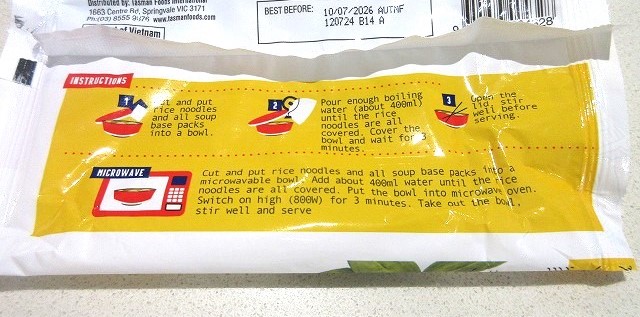 Distributed by: Tasman Foods International
1663 Centre Rd, Springvale VIC 3171
Ph:(03) 8555 www.tasmanfoods.com
of Vietnam
BEST BEFORE: 10/07/2026 AUTNF
120724 B14 A
INSTRUCTIONS
1
Cut and put
rice noodles
and all soup
base packs
into a bowl.
2
Pour enough boiling
water (about 400ml)
until the rice
noodles are all
covered. Cover the
bowl and wait for 3
minutes.
3
Open the
lid, stir
well before
serving.
MICROWAVE
Cut and put rice noodles and all soup base packs into a
microwavable bowl. Add about 400ml water until the rice
noodles are all covered. Put the bowl into microwave oven.
Switch on high (800W) for 3 minutes. Take out the bowl,
stir well and serve